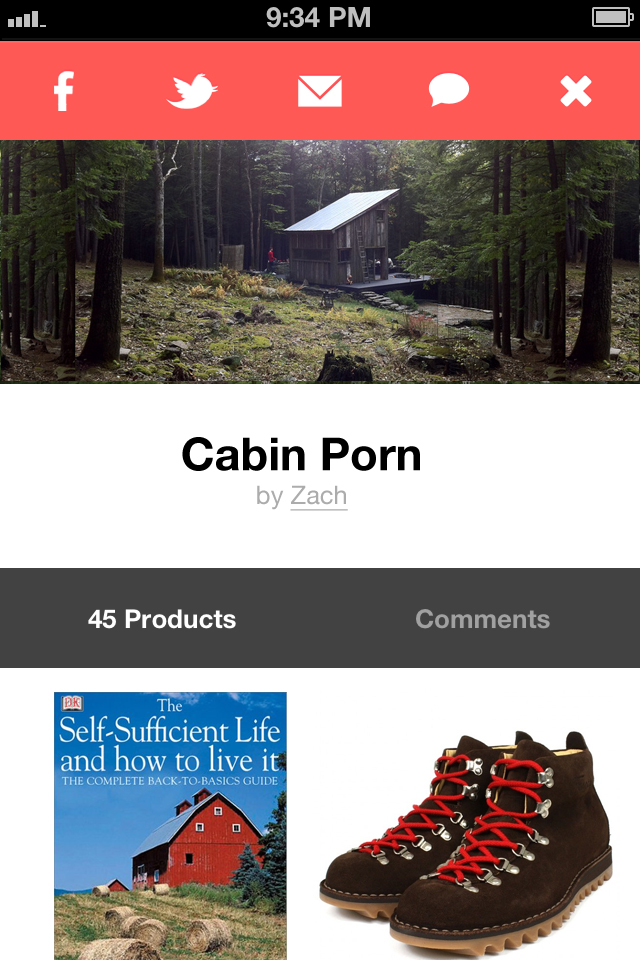 9:34 PM
Cabin Porn
by Zach
45 Products
Comments
DK
The
Self-Sufficient Life
and how to live it
THE COMPLETE BACK-TO-BASICS GUIDE